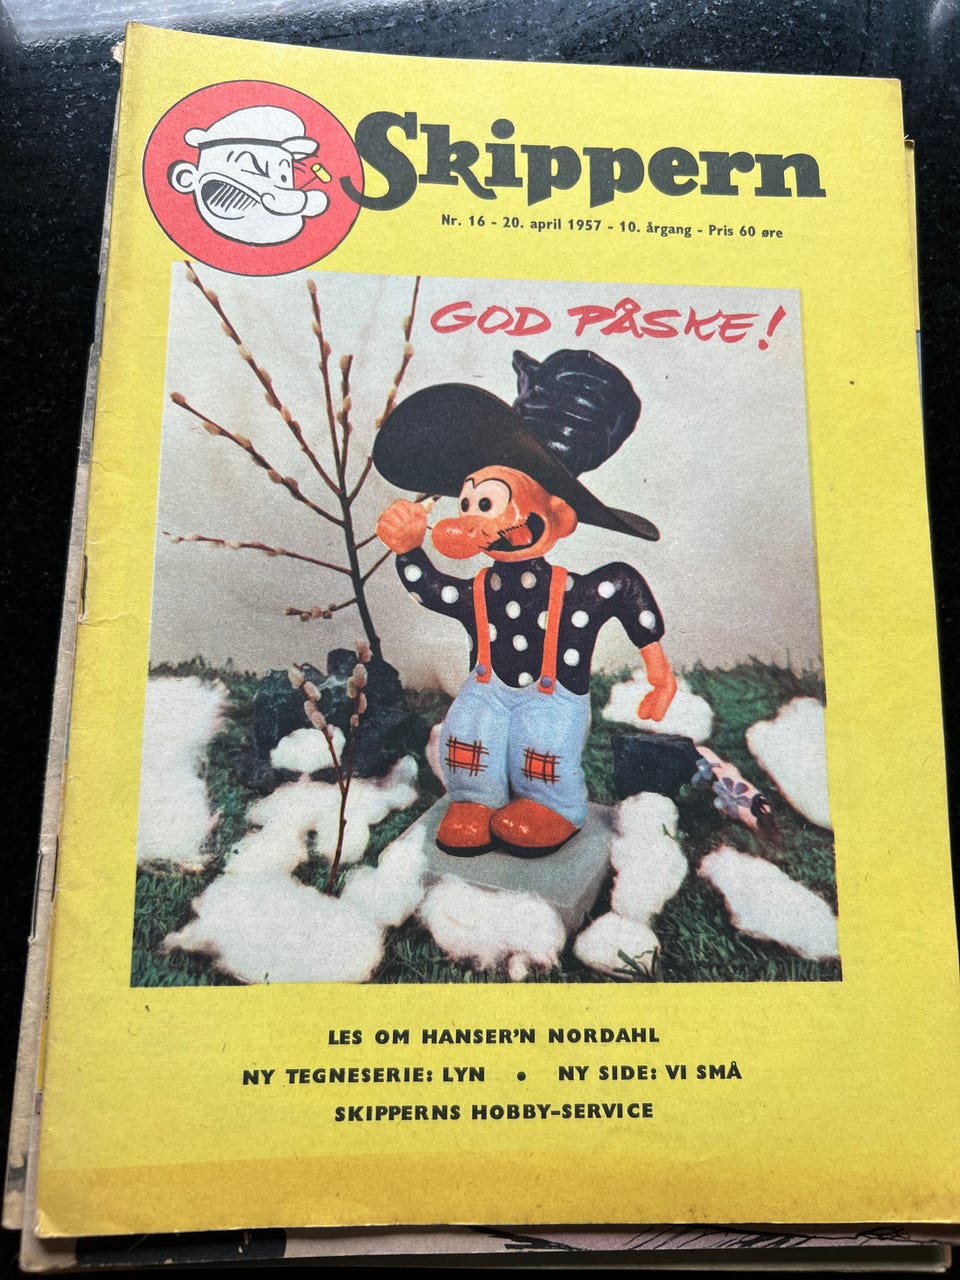 Skippern
Nr. 16 - 20. april 1957 - 10. årgang - Pris 60 øre
GOD PÅSKE!
LES OM HANSER'N NORDAHL
NY TEGNESERIE: LYN • NY SIDE: VI SMÅ
SKIPPERNS HOBBY-SERVICE